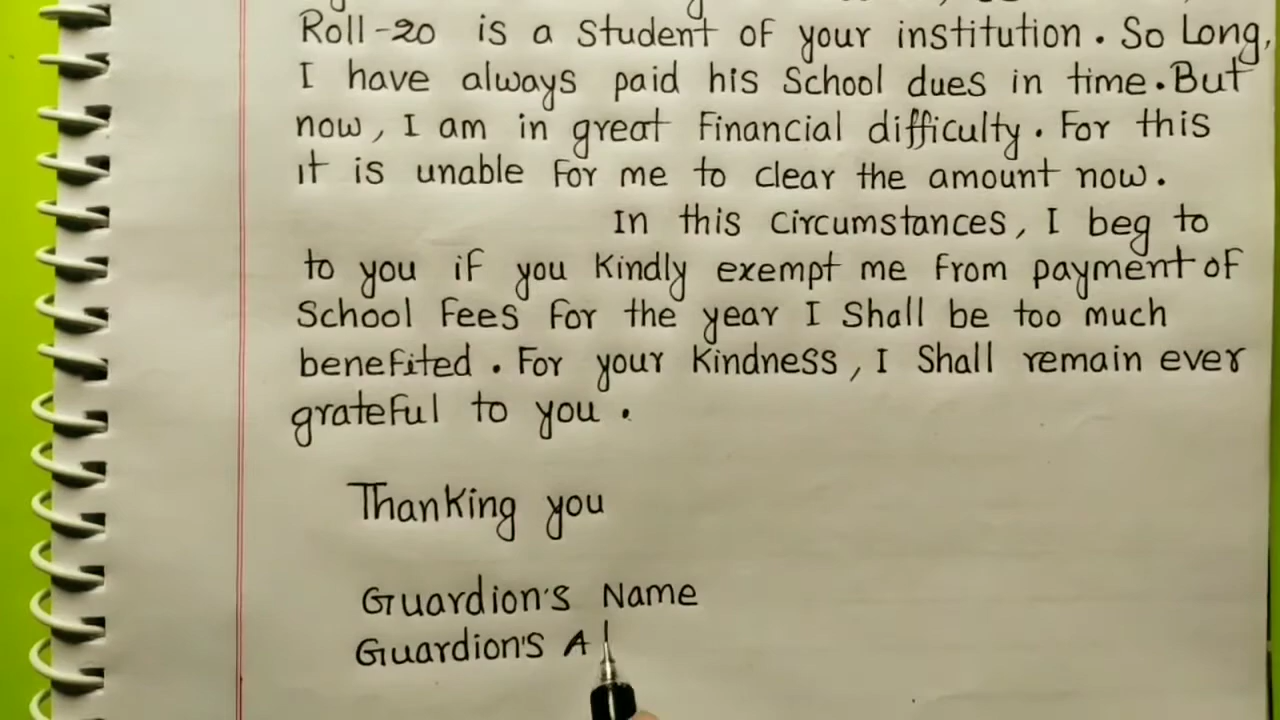 Roll-20 is a Student of your institution. So Long,
I have always paid his School dues in time. But
now, I am in great Financial difficulty. For this
it is unable For me to clear the amount now.
In this Circumstances, I beg to
to you if you Kindly exempt me From payment of
School Fees For the year I Shall be too much
benefited. For your Kindness, I Shall remain ever
grateful to you.
Thanking you
Guardion's Name
Guardion's A